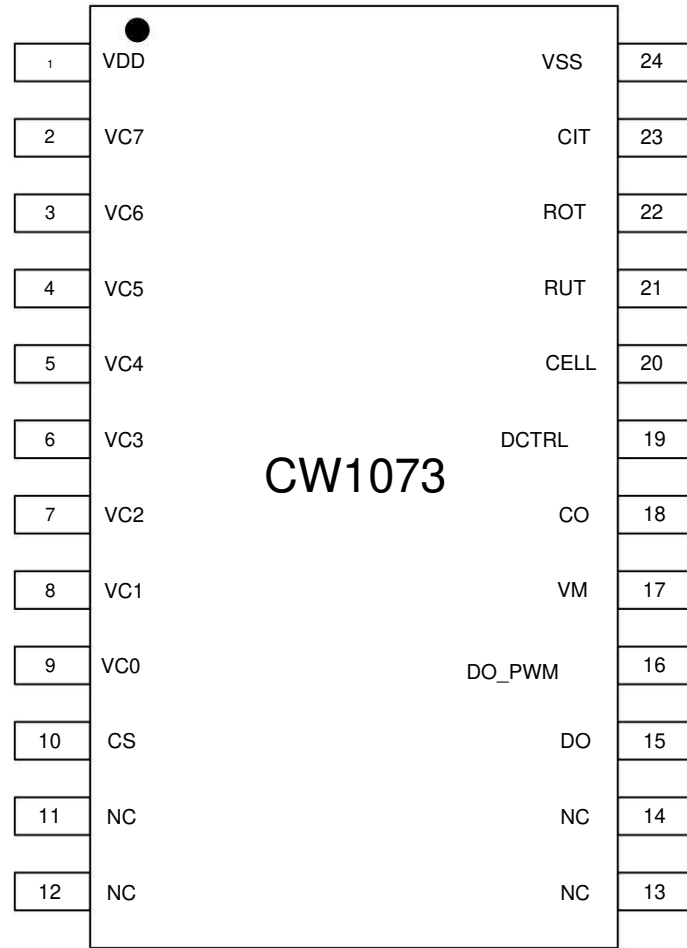 1 VDD VSS 24
2 VC7 CIT 23
3 VC6 ROT 22
4 VC5 RUT 21
5 VC4 CELL 20
6 VC3 DCTRL 19
CW1073
7 VC2 CO 18
8 VC1 VM 17
9 VC0 DO_PWM 16
10 CS DO 15
11 NC NC 14
12 NC NC 13